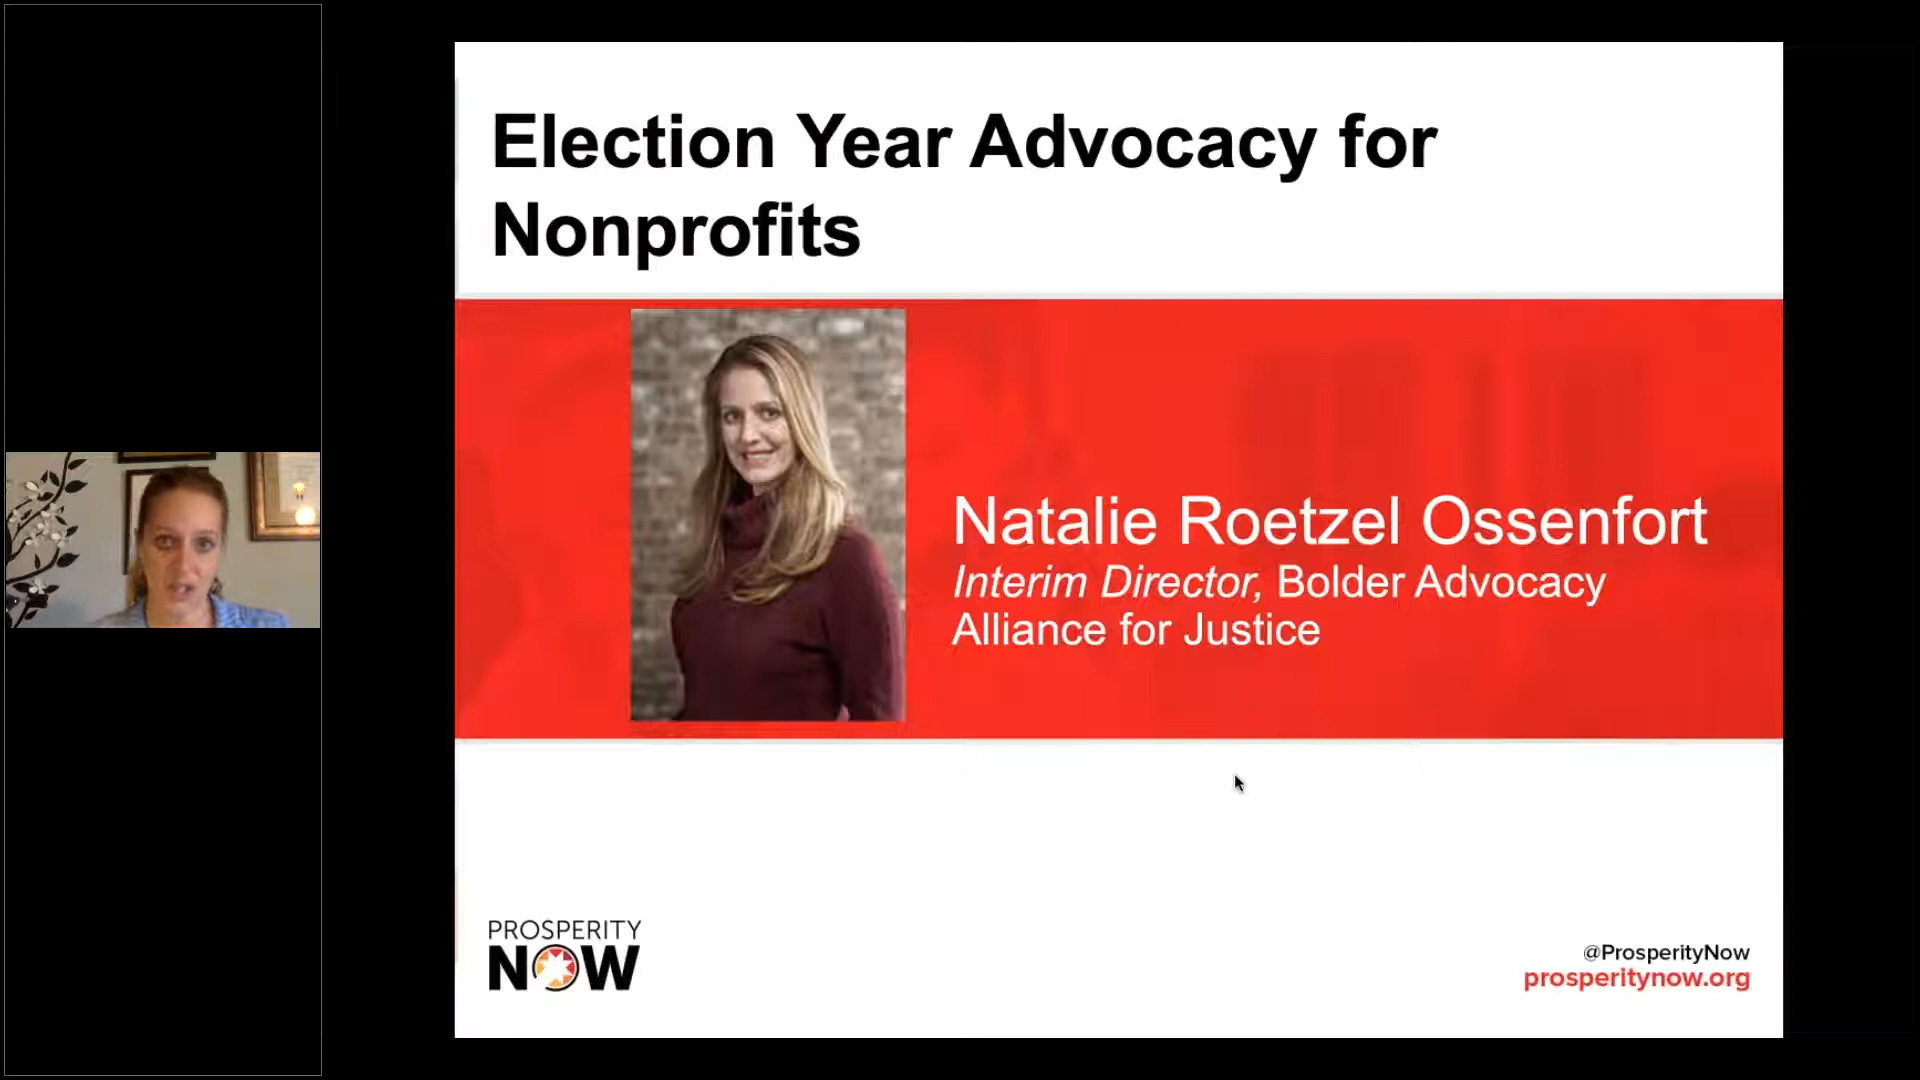 Election Year Advocacy for
Nonprofits
Natalie Roetzel Ossenfort
Interim Director, Bolder Advocacy
Alliance for Justice
PROSPERITY
NOW
@ProsperityNow
prosperitynow.org